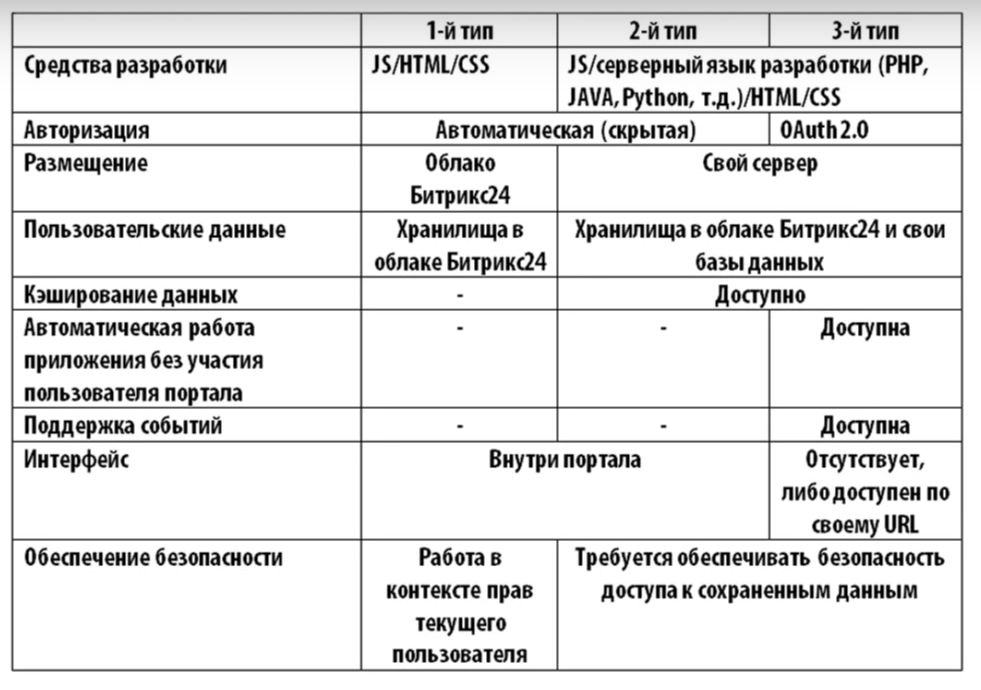 1-й тип 2-й тип 3-й тип
Средства разработки JS/HTML/CSS JS/серверный язык разработки (PHP,
JAVA, Python, т.д.)/HTML/CSS
Авторизация Автоматическая (скрытая) OAuth 2.0
Размещение Облако Свой сервер
Битрикс24
Пользовательские данные Хранилища в Хранилища в облаке Битрикс24 и свои
облаке Битрикс24 базы данных
Кэширование данных - Доступно
Автоматическая работа - - Доступна
приложения без участия
пользователя портала
Поддержка событий - - Доступна
Интерфейс Внутри портала Отсутствует,
либо доступен по
своему URL
Обеспечение безопасности Работа в Требуется обеспечивать безопасность
контексте прав доступа к сохраненным данным
текущего
пользователя